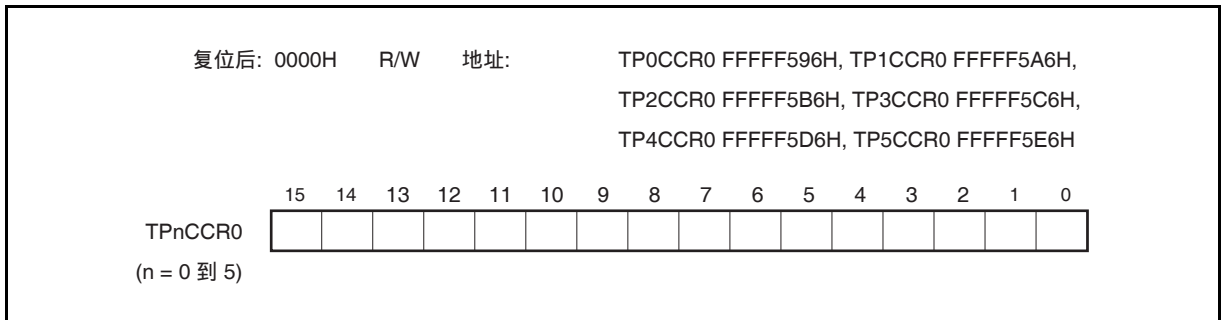 复位后: 0000H R/W 地址: TP0CCR0 FFFFF596H, TP1CCR0 FFFFF5A6H,
TP2CCR0 FFFFF5B6H, TP3CCR0 FFFFF5C6H,
TP4CCR0 FFFFF5D6H, TP5CCR0 FFFFF5E6H
15 14 13 12 11 10 9 8 7 6 5 4 3 2 1 0
TPnCCR0
(n = 0 到 5)